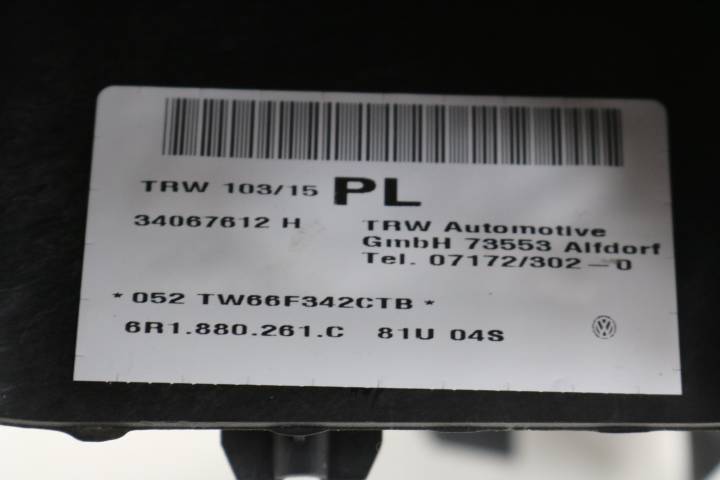 TRW 103/15 PL
34067612 H
TRW Automotive
GmbH 73553 Alfdorf
Tel. 07172/302-0
* 052 TW66F342CTB *
6R1.880.261.C 81U 04S